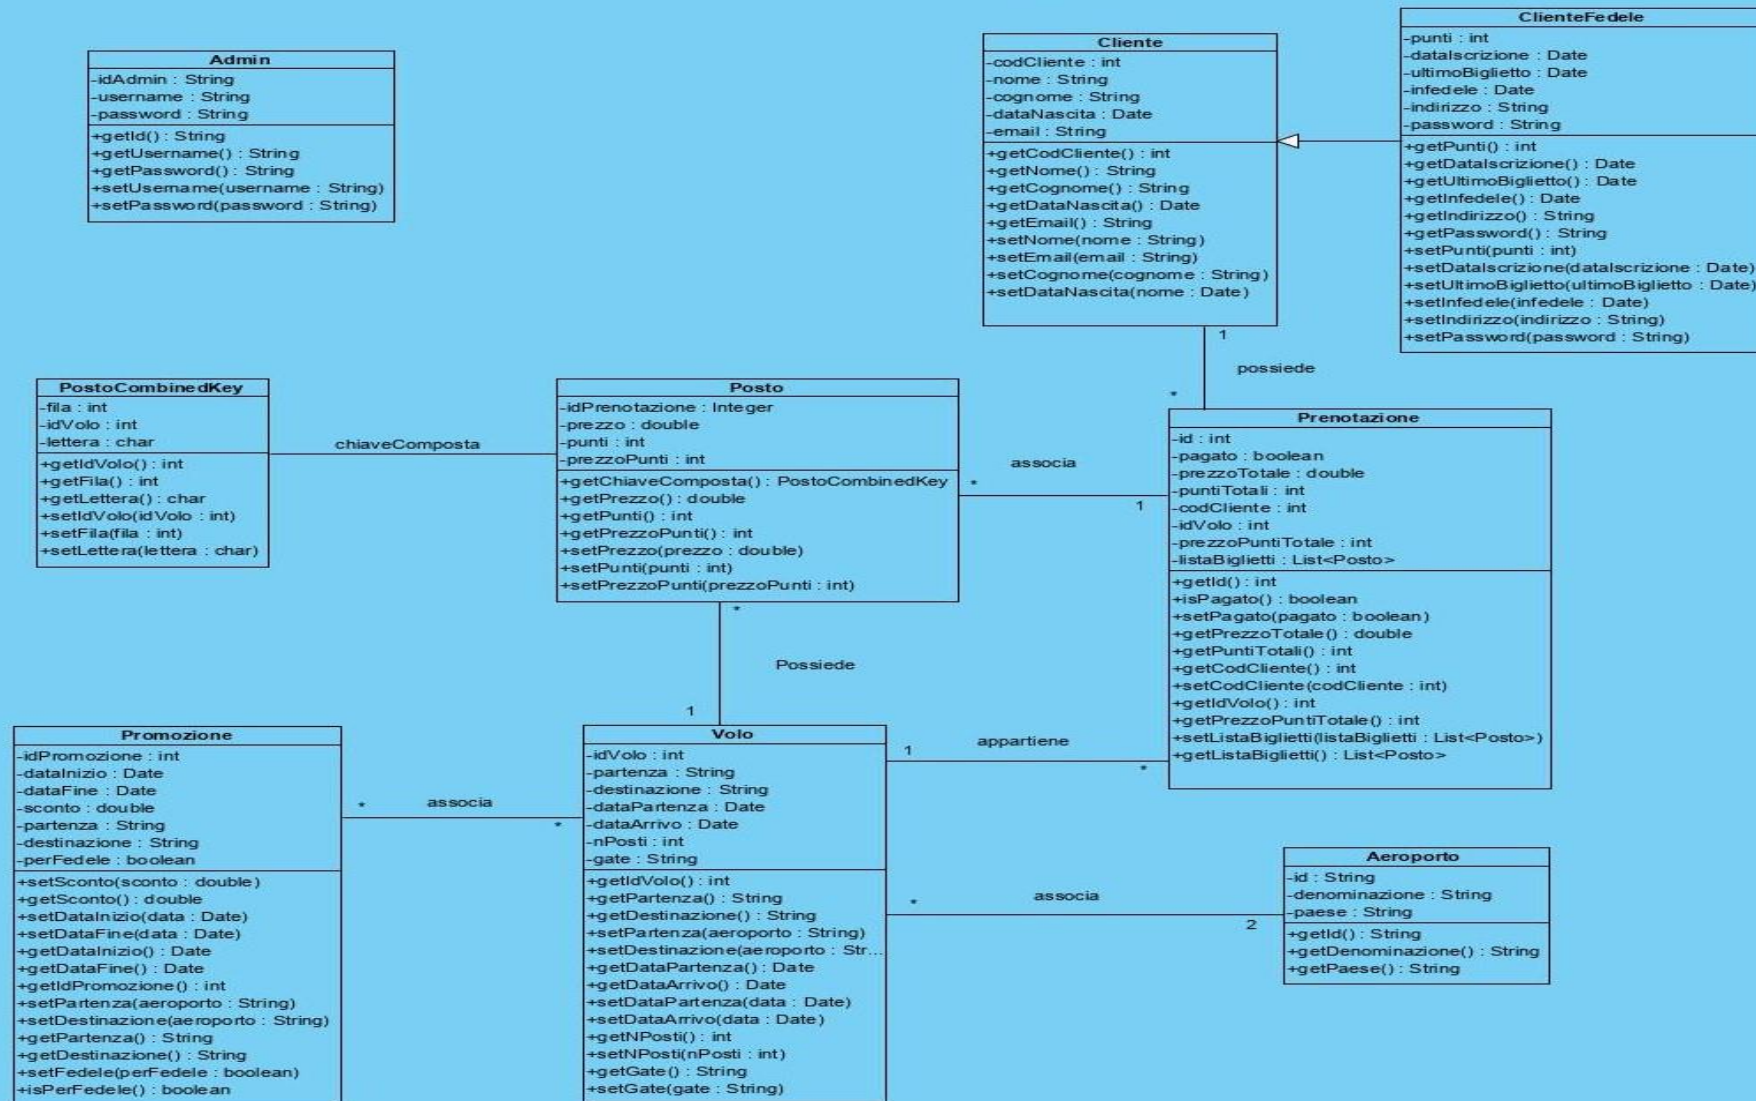 Admin
-idAdmin : String
-username : String
-password : String
+getId() : String
+getUsername() : String
+getPassword() : String
+setUsername(username : String)
+setPassword(password : String)
Cliente
-codCliente : int
-nome : String
-cognome : String
-dataNascita : Date
-email : String
+getCodCliente() : int
+getNome() : String
+getCognome() : String
+getDataNascita() : Date
+getEmail() : String
+setNome(nome : String)
+setEmail(email : String)
+setCognome(cognome : String)
+setDataNascita(nome : Date)
ClienteFedele
-punti : int
-dataIscrizione : Date
-ultimoBiglietto : Date
-infedele : Date
-indirizzo : String
-password : String
+getPunti() : int
+getDataIscrizione() : Date
+getUltimoBiglietto() : Date
+getInfedele() : Date
+getIndirizzo() : String
+getPassword() : String
+setPunti(punti : int)
+setDataIscrizione(dataIscrizione : Date)
+setUltimoBiglietto(ultimoBiglietto : Date)
+setInfedele(infedele : Date)
+setIndirizzo(indirizzo : String)
+setPassword(password : String)
1
possiede
*
PostoCombinedKey
-fila : int
-idVolo : int
-lettera : char
+getIdVolo() : int
+getFila() : int
+getLettera() : char
+setIdVolo(idVolo : int)
+setFila(fila : int)
+setLettera(lettera : char)
chiaveComposta
Posto
-idPrenotazione : Integer
-prezzo : double
-punti : int
-prezzoPunti : int
+getChiaveComposta() : PostoCombinedKey
+getPrezzo() : double
+getPunti() : int
+getPrezzoPunti() : int
+setPrezzo(prezzo : double)
+setPunti(punti : int)
+setPrezzoPunti(prezzoPunti : int)
associa
*
1
Prenotazione
-id : int
-pagato : boolean
-prezzoTotale : double
-puntiTotali : int
-codCliente : int
-idVolo : int
-prezzoPuntiTotale : int
-listaBiglietti : List<Posto>
+getId() : int
+isPagato() : boolean
+setPagato(pagato : boolean)
+getPrezzoTotale() : double
+getPuntiTotali() : int
+getCodCliente() : int
+setCodCliente(codCliente : int)
+getIdVolo() : int
+getPrezzoPuntiTotale() : int
+setListaBiglietti(listaBiglietti : List<Posto>)
+getListaBiglietti() : List<Posto>
*
Possiede
1
Promozione
-idPromozione : int
-dataInizio : Date
-dataFine : Date
-sconto : double
-partenza : String
-destinazione : String
-perFedele : boolean
+setSconto(sconto : double)
+getSconto() : double
+setDataInizio(data : Date)
+setDataFine(data : Date)
+getDataInizio() : Date
+getDataFine() : Date
+getIdPromozione() : int
+setPartenza(aeroporto : String)
+setDestinazione(aeroporto : String)
+getPartenza() : String
+getDestinazione() : String
+setFedele(perFedele : boolean)
+isPerFedele() : boolean
*
associa
*
Volo
-idVolo : int
-partenza : String
-destinazione : String
-dataPartenza : Date
-dataArrivo : Date
-nPosti : int
-gate : String
+getIdVolo() : int
+getPartenza() : String
+getDestinazione() : String
+setPartenza(aeroporto : String)
+setDestinazione(aeroporto : Str...
+getDataPartenza() : Date
+getDataArrivo() : Date
+setDataPartenza(data : Date)
+setDataArrivo(data : Date)
+getNPosti() : int
+setNPosti(nPosti : int)
+getGate() : String
+setGate(gate : String)
1
appartiene
*
*
associa
2
Aeroporto
-id : String
-denominazione : String
-paese : String
+getId() : String
+getDenominazione() : String
+getPaese() : String